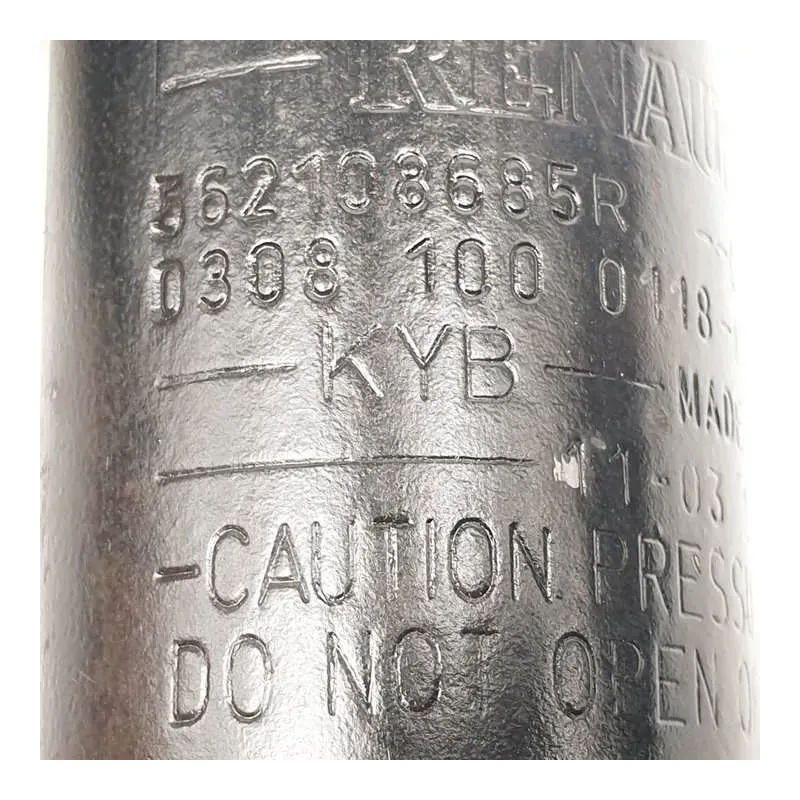 — RENAU
562108685R
0308 100 0118-
— KYB —
MADE
11-03
-CAUTION. PRESS
DO NOT OPEN O